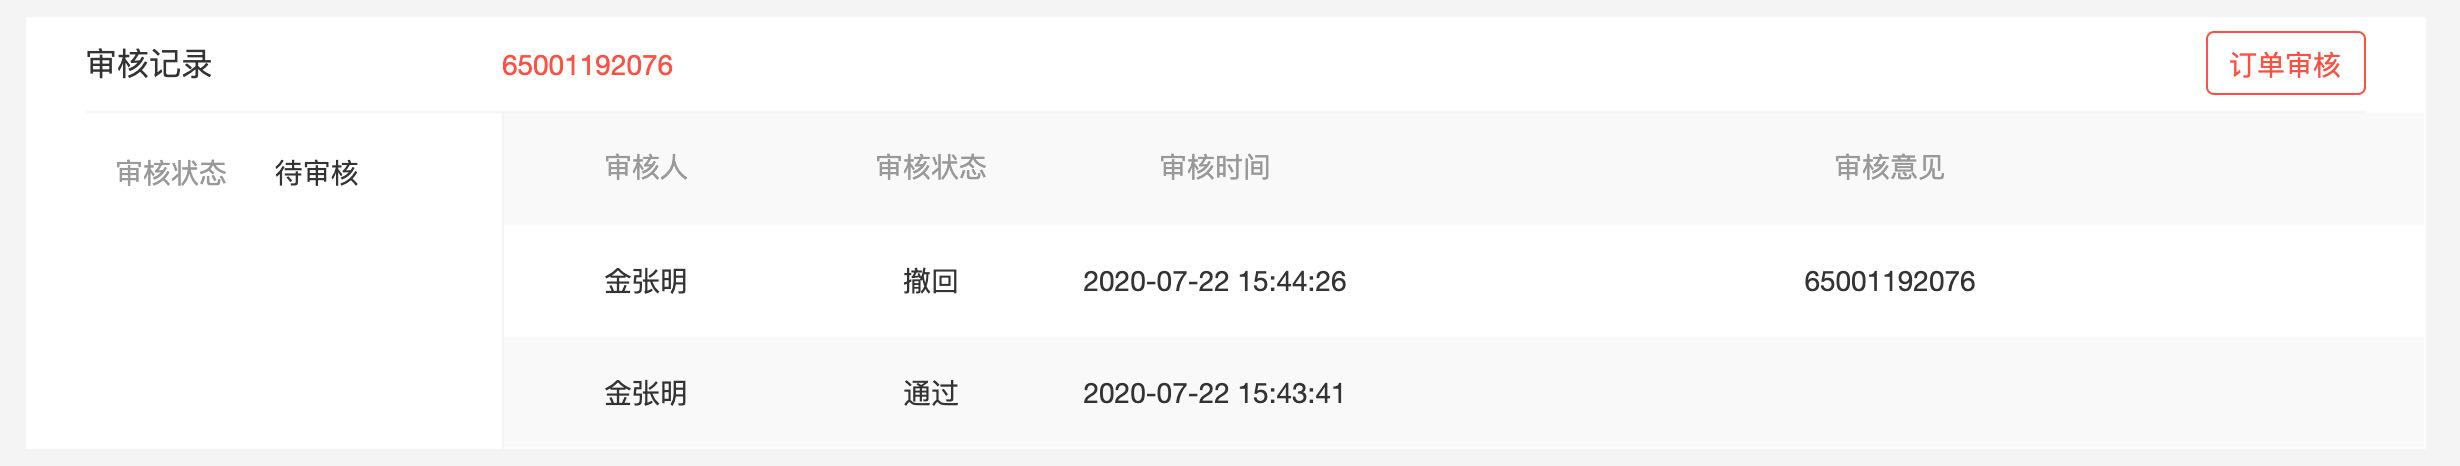 审核记录 65001192076 订单审核
审核状态 待审核
审核人 审核状态 审核时间 审核意见
金张明 撤回 2020-07-22 15:44:26 65001192076
金张明 通过 2020-07-22 15:43:41